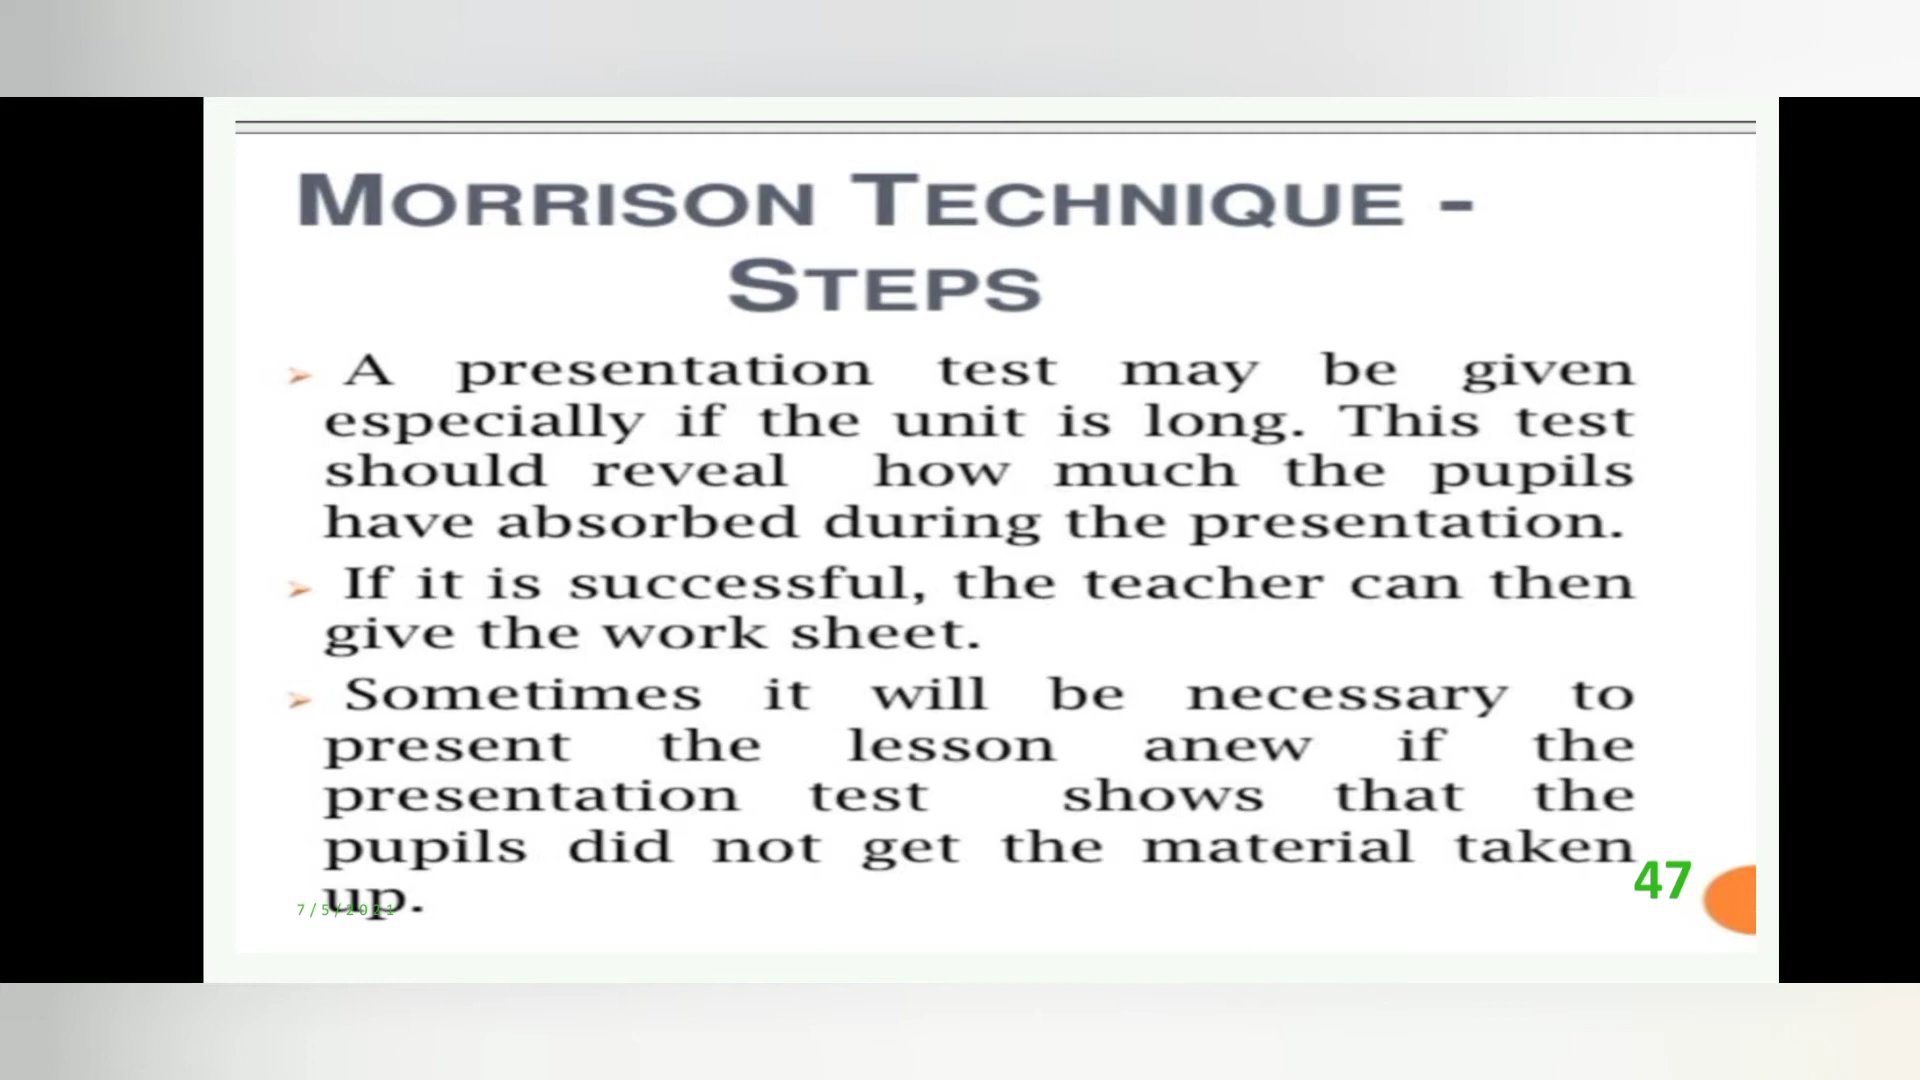 MORRISON TECHNIQUE -
STEPS
A presentation test may be given
especially if the unit is long. This test
should reveal how much the pupils
have absorbed during the presentation.
If it is successful, the teacher can then
give the work sheet.
Sometimes it will be necessary to
present the lesson anew if the
presentation test shows that the
pupils did not get the material taken
up.
47
7/5/2021